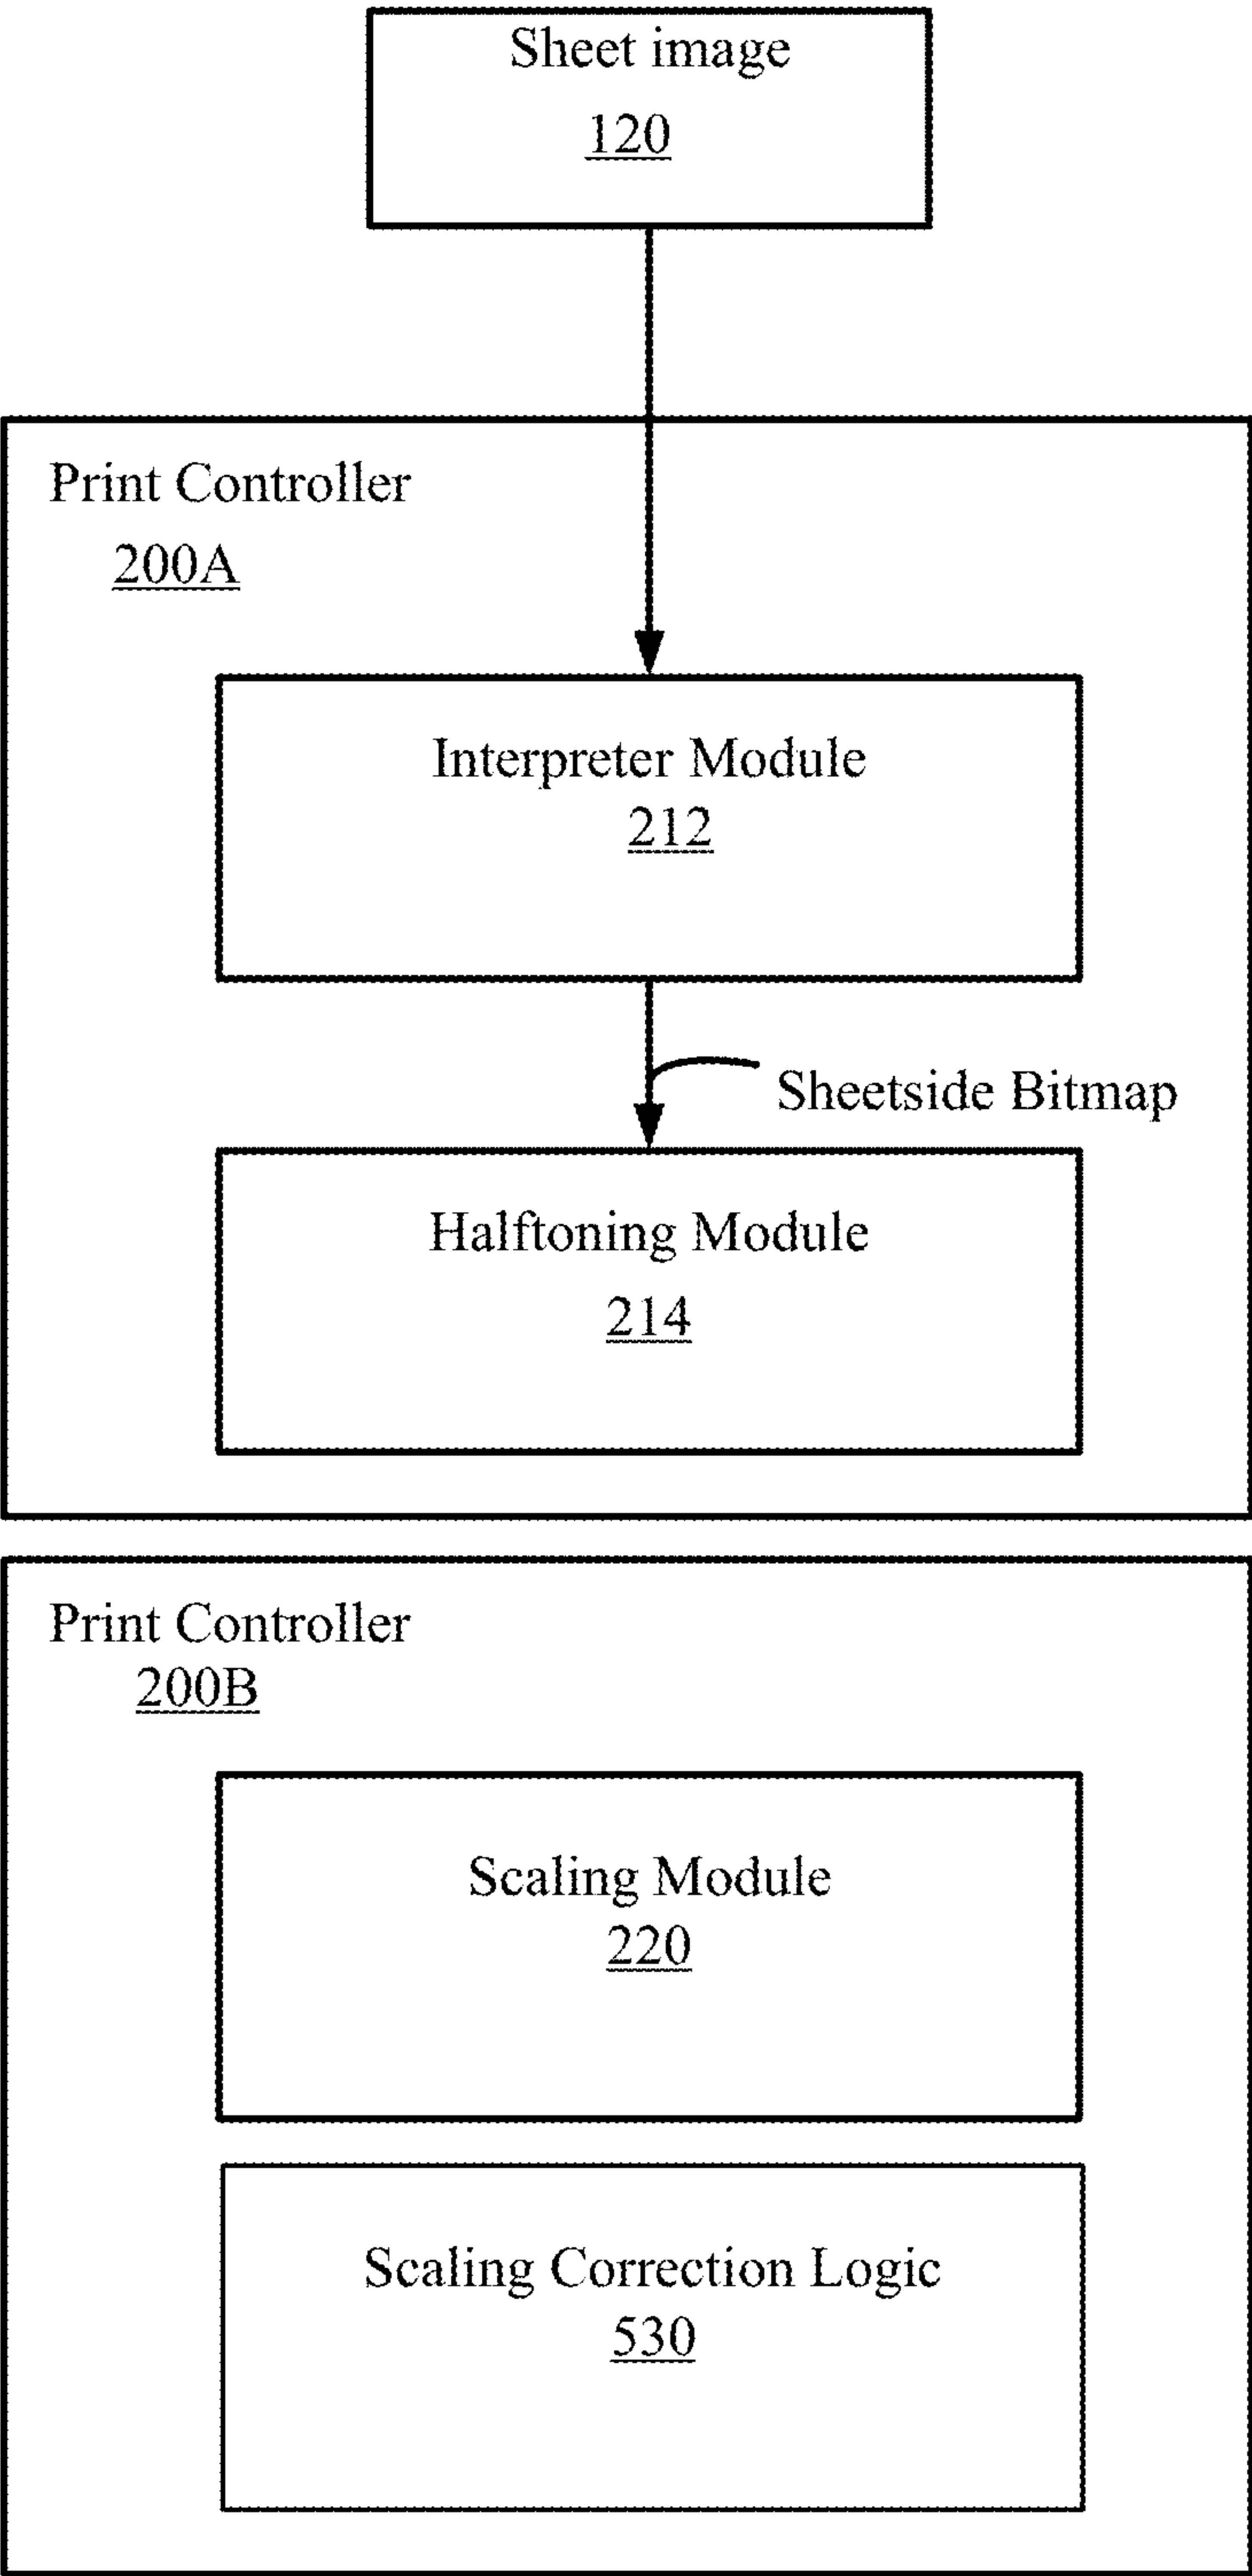 Sheet image
120
Print Controller
200A
Interpreter Module
212
Sheetside Bitmap
Halftoning Module
214
Print Controller
200B
Scaling Module
220
Scaling Correction Logic
530